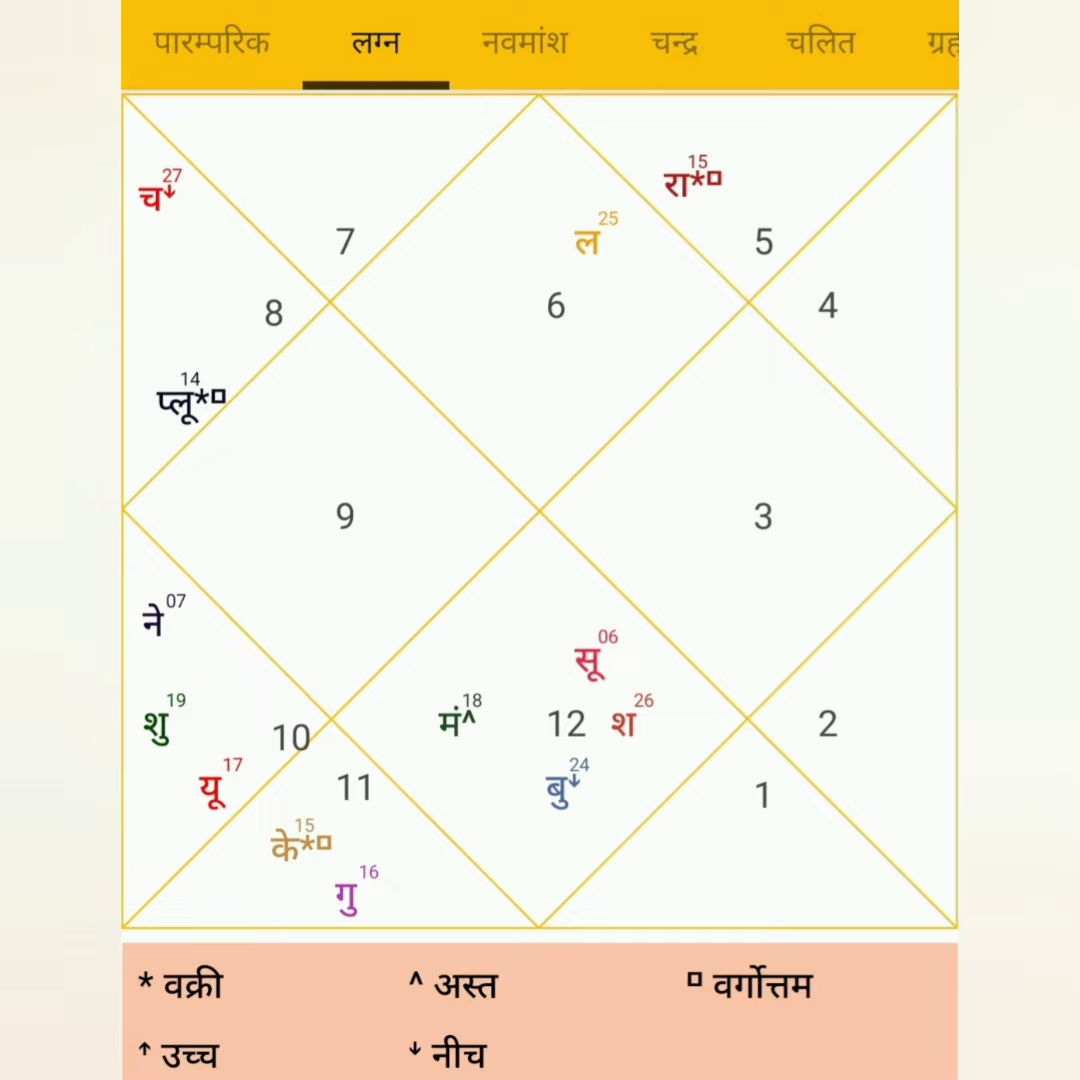 पारम्परिक लग्न नवमांश चन्द्र चलित ग्रह
15
27 रा*□
च↓ 25
ल
7 5
6 4
8
14
प्लू*□
9 3
07
ने 06
सू
19 18 26
शु मं^ 12 श 2
10
17 24
यू 11 बु↓ 1
15
के*□
16
गु
* वक्री ^ अस्त □ वर्गोत्तम
↑ उच्च ↓ नीच